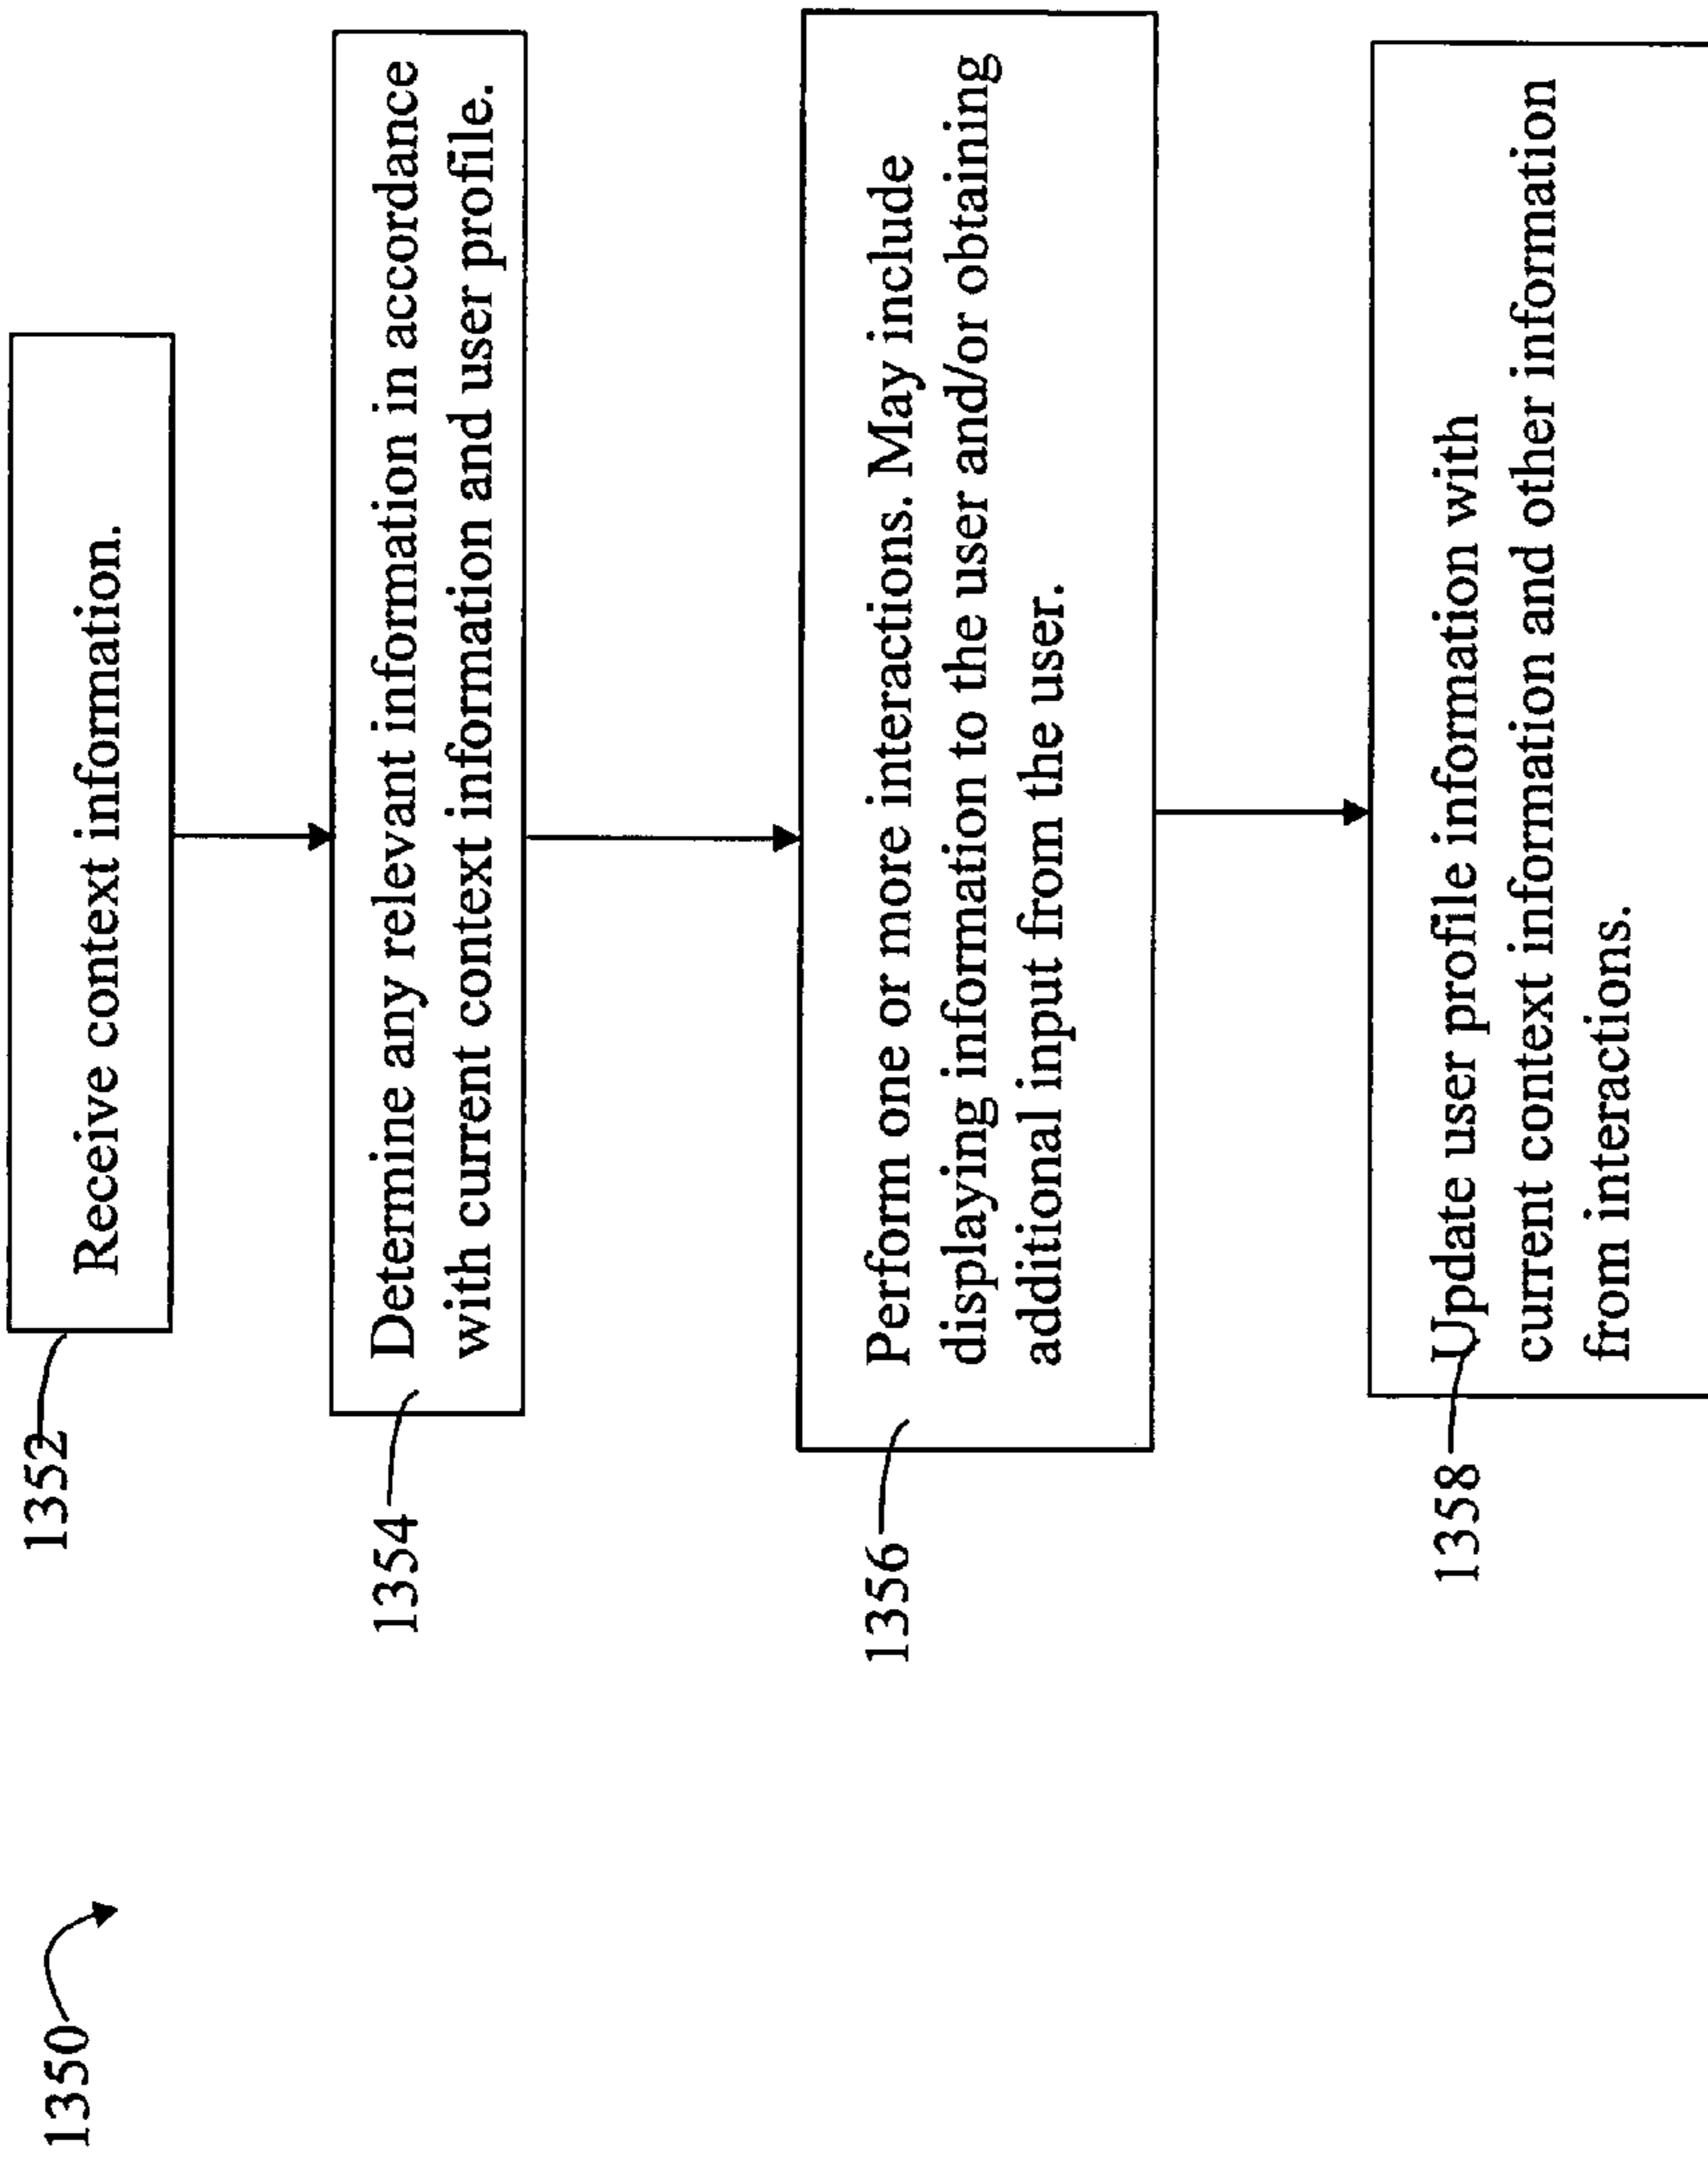 1350
1352
Receive context information.
1354
Determine any relevant information in accordance
with current context information and user profile.
1356
Perform one or more interactions. May include
displaying information to the user and/or obtaining
additional input from the user.
1358
Update user profile information with
current context information and other information
from interactions.